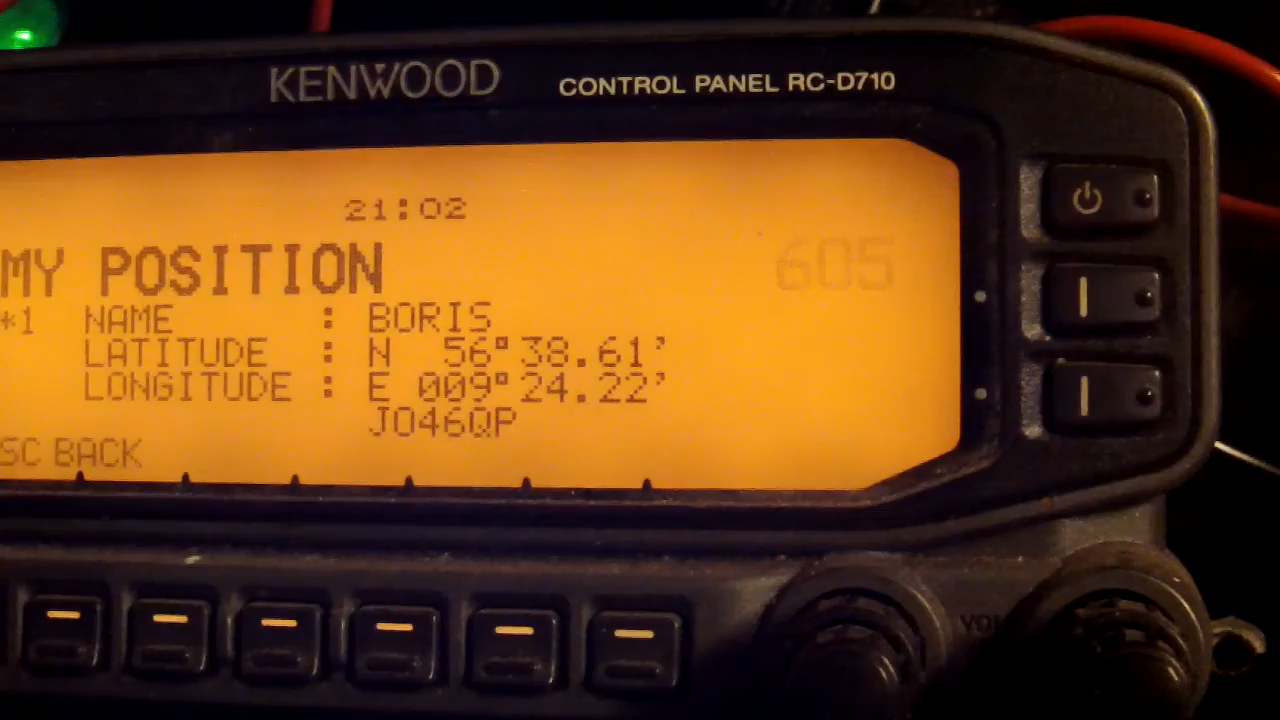 KENWOOD CONTROL PANEL RC-D710
21:02
MY POSITION 605
*1 NAME : BORIS
LATITUDE : N 56°38.61'
LONGITUDE : E 009°24.22'
JO46QP
SC BACK
VOL